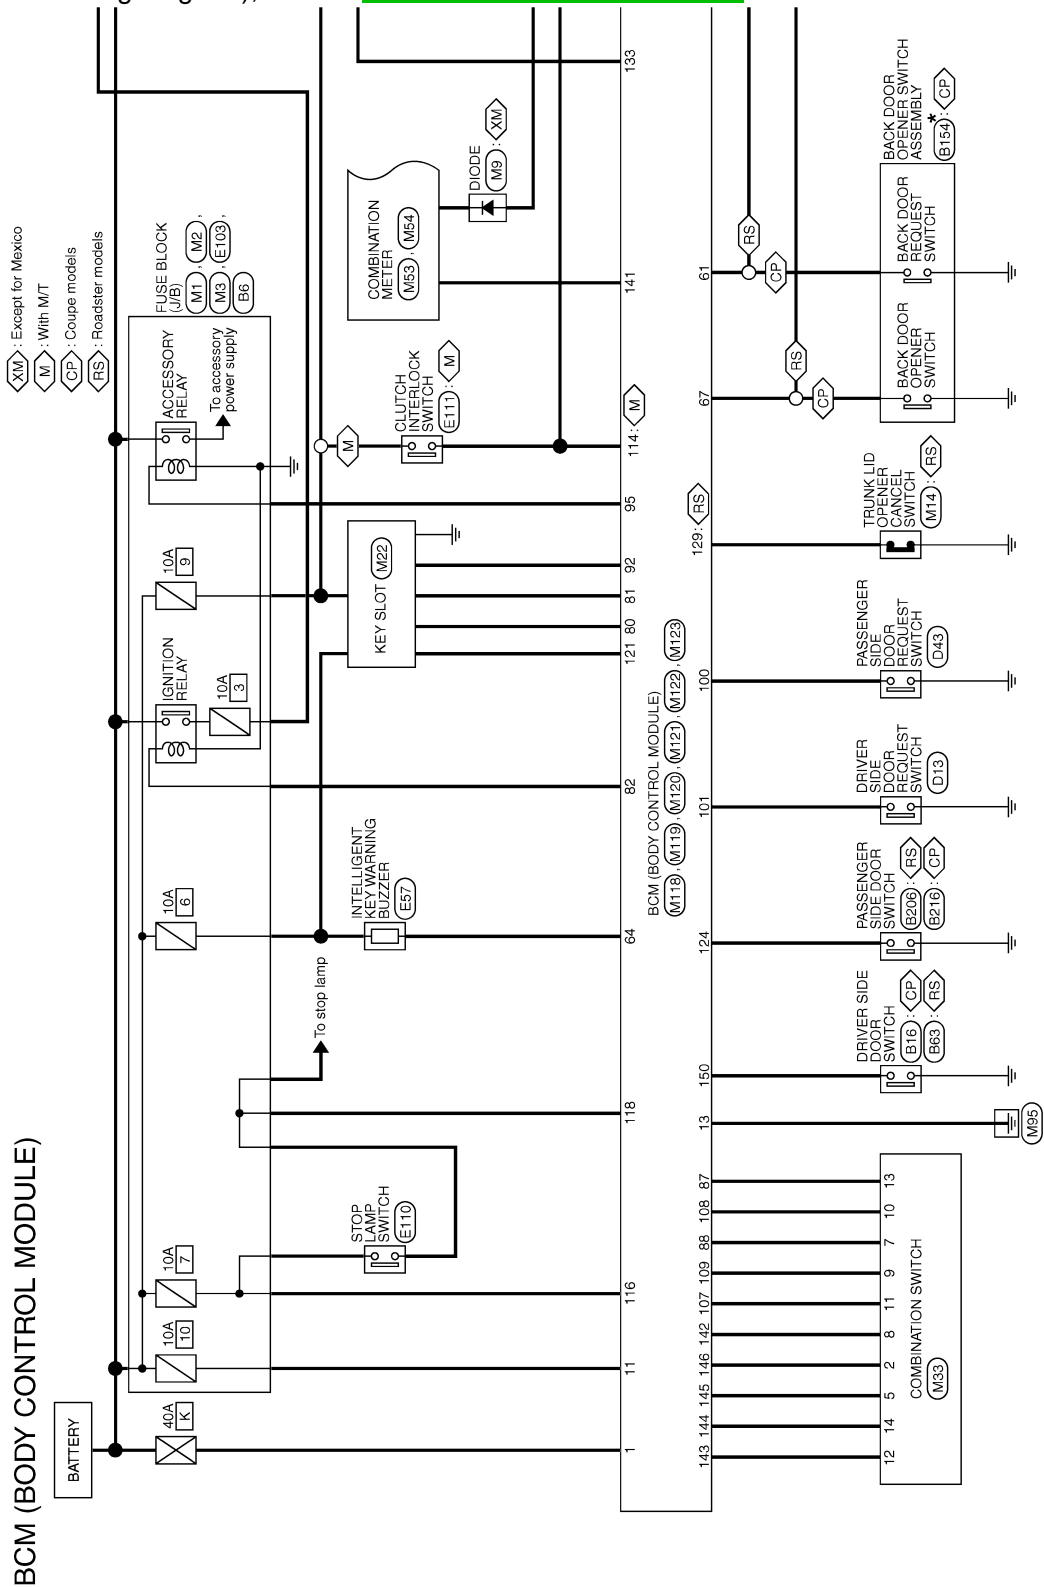 BCM (BODY CONTROL MODULE)
XM : Except for Mexico
M : With M/T
CP : Coupe models
RS : Roadster models
BATTERY
40A
K
10A
10
10A
7
10A
6
IGNITION
RELAY
10A
3
10A
9
ACCESSORY
RELAY
To accessory
power supply
FUSE BLOCK
(J/B)
M1 , M2 ,
M3 , E103 ,
B6
STOP
LAMP
SWITCH
E110
To stop lamp
INTELLIGENT
KEY WARNING
BUZZER
E57
KEY SLOT M22
CLUTCH
INTERLOCK
SWITCH
E111 : M
M
COMBINATION
METER
M53 , M54
DIODE
M9 : XM
1
11
116
118
64
82
121
80
81
92
95
114: M
141
133
BCM (BODY CONTROL MODULE)
M118 , M119 , M120 , M121 , M122 , M123
143
144
145
146
142
107
109
88
108
87
13
150
124
101
100
129: RS
67
61
12
14
5
2
8
11
9
7
10
13
COMBINATION SWITCH
M33
M95
DRIVER SIDE
DOOR
SWITCH
B16 : CP
B63 : RS
PASSENGER
SIDE DOOR
SWITCH
B206 : RS
B216 : CP
DRIVER
SIDE
DOOR
REQUEST
SWITCH
D13
PASSENGER
SIDE
DOOR
REQUEST
SWITCH
D43
TRUNK LID
OPENER
CANCEL
SWITCH
M14 : RS
RS
CP
RS
CP
BACK DOOR
OPENER
SWITCH
BACK DOOR
REQUEST
SWITCH
BACK DOOR
OPENER SWITCH
ASSEMBLY
B154 * : CP